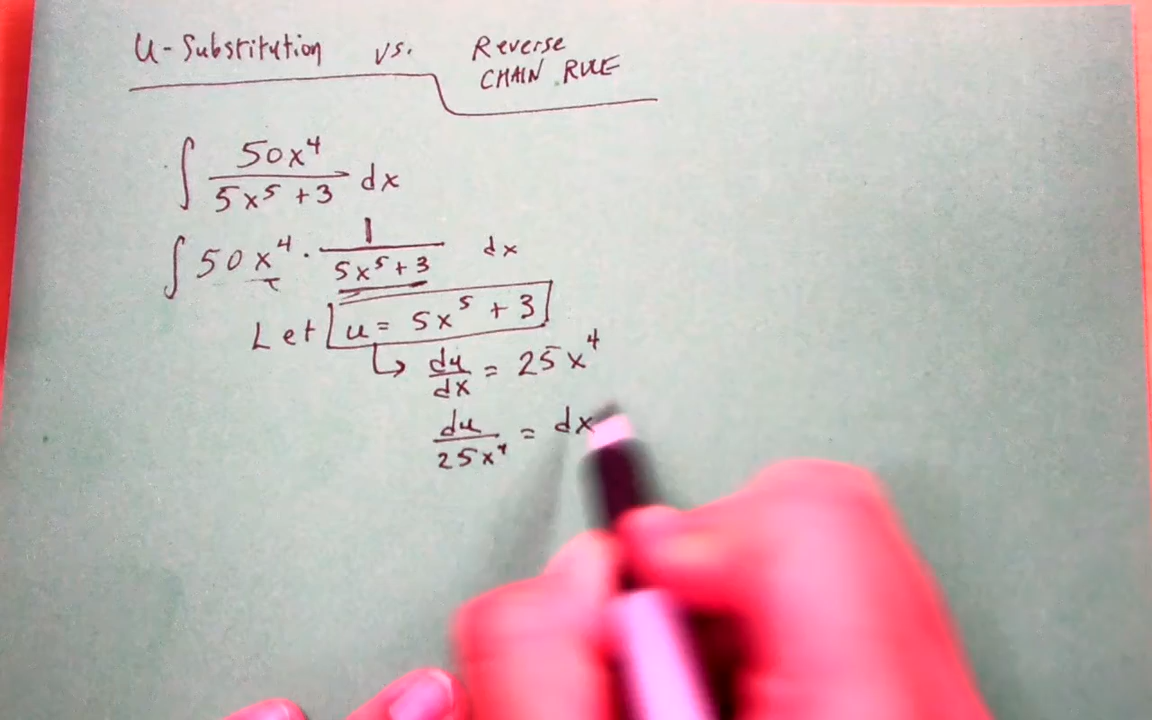 U-Substitution vs. Reverse CHAIN RULE
∫ 50x⁴ / (5x⁵ + 3) dx
∫ 50x⁴ · 1 / (5x⁵ + 3) dx
Let u = 5x⁵ + 3
du/dx = 25x⁴
du/25x⁴ = dx